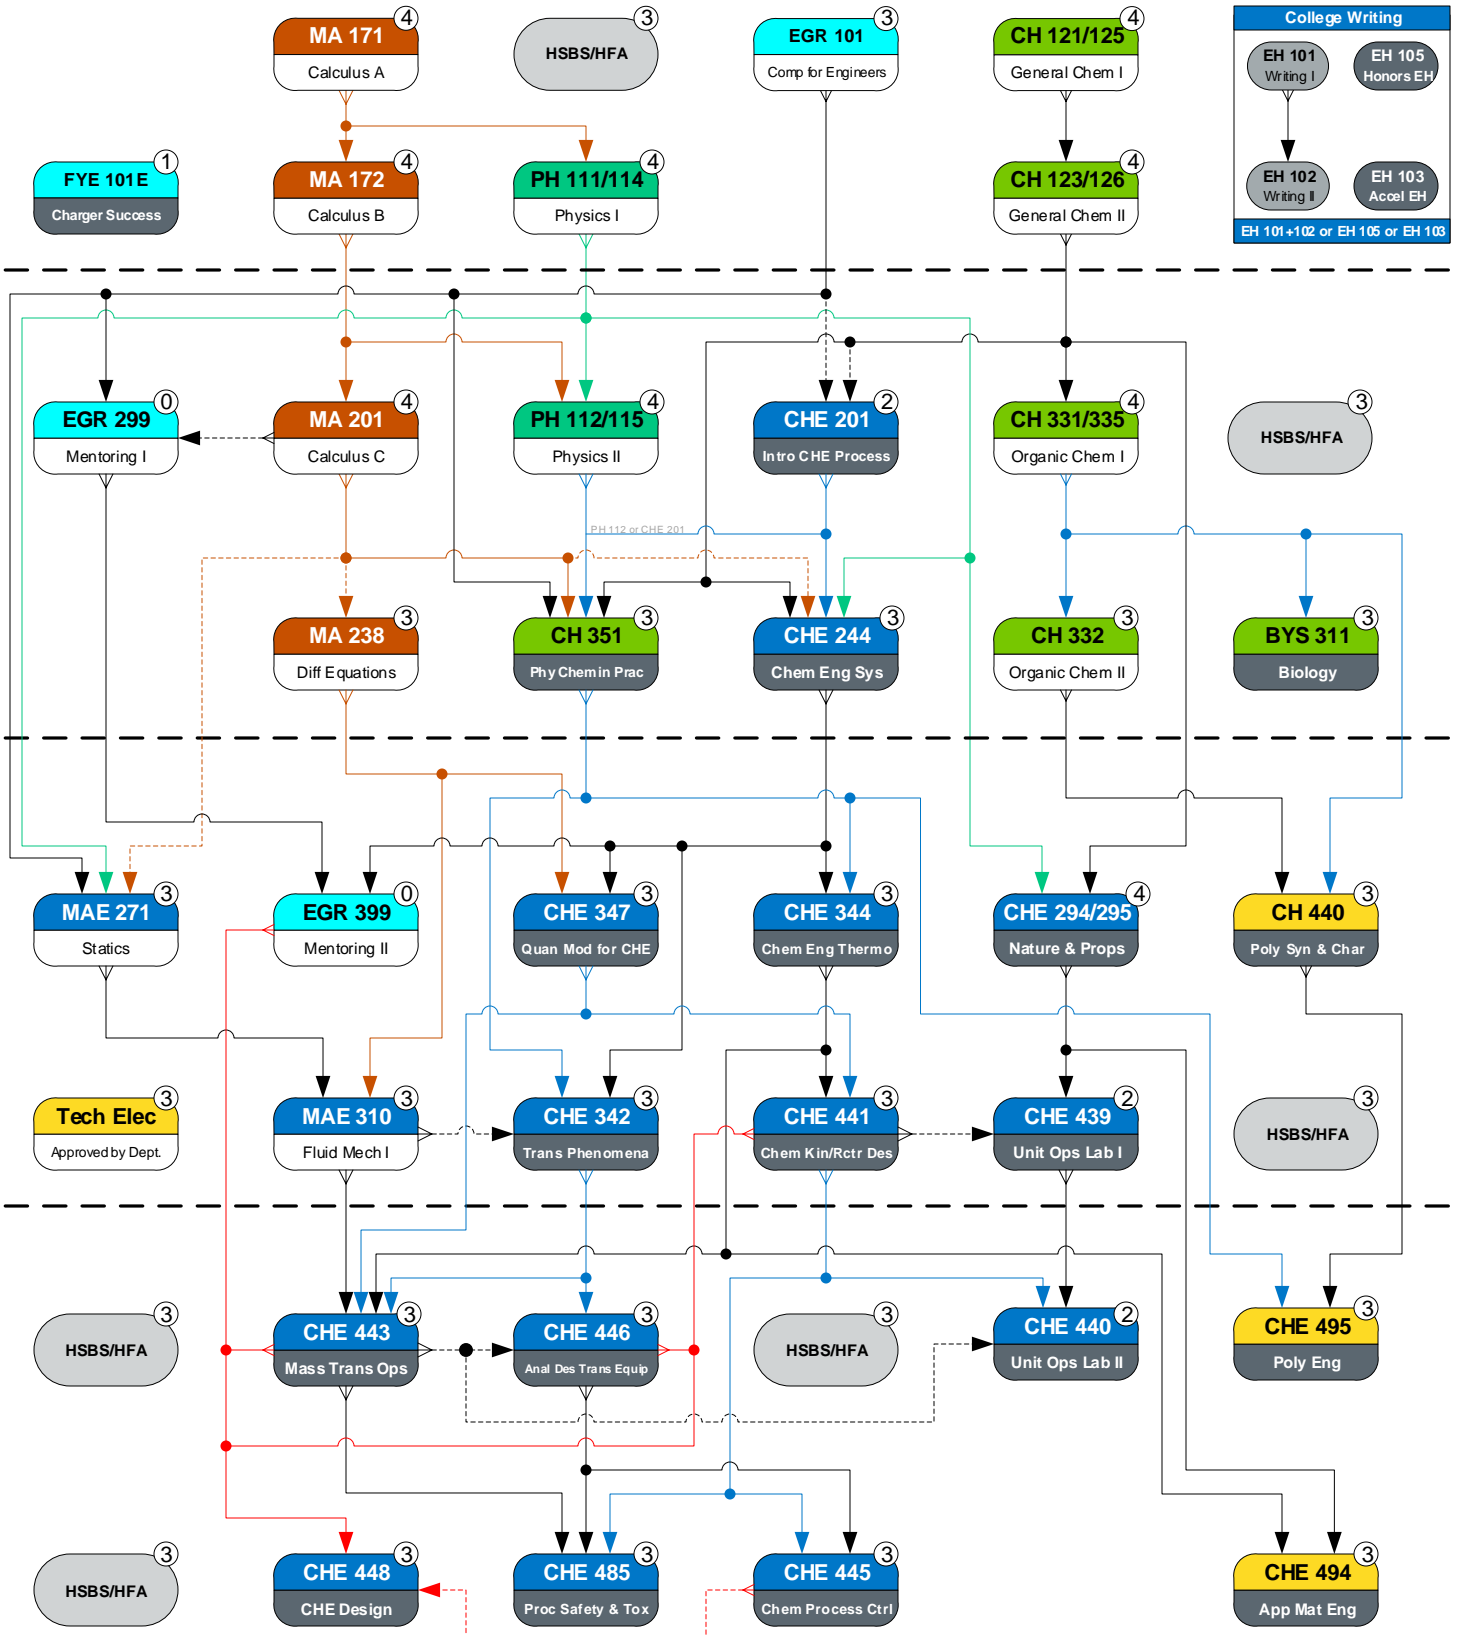 4
MA 171
Calculus A
3
HSBS/HFA
3
EGR 101
Comp for Engineers
4
CH 121/125
General Chem I
College Writing
EH 101
Writing I
EH 105
Honors EH
EH 102
Writing II
EH 103
Accel EH
EH 101+102 or EH 105 or EH 103
1
FYE 101E
Charger Success
4
MA 172
Calculus B
4
PH 111/114
Physics I
4
CH 123/126
General Chem II
0
EGR 299
Mentoring I
4
MA 201
Calculus C
4
PH 112/115
Physics II
2
CHE 201
Intro CHE Process
4
CH 331/335
Organic Chem I
3
HSBS/HFA
PH 112 or CHE 201
3
MA 238
Diff Equations
3
CH 351
Phy Chem in Prac
3
CHE 244
Chem Eng Sys
3
CH 332
Organic Chem II
3
BYS 311
Biology
3
MAE 271
Statics
0
EGR 399
Mentoring II
3
CHE 347
Quan Mod for CHE
3
CHE 344
Chem Eng Thermo
4
CHE 294/295
Nature & Props
3
CH 440
Poly Syn & Char
3
Tech Elec
Approved by Dept.
3
MAE 310
Fluid Mech I
3
CHE 342
Trans Phenomena
3
CHE 441
Chem Kin/Rctr Des
2
CHE 439
Unit Ops Lab I
3
HSBS/HFA
3
HSBS/HFA
3
CHE 443
Mass Trans Ops
3
CHE 446
Anal Des Trans Equip
3
HSBS/HFA
2
CHE 440
Unit Ops Lab II
3
CHE 495
Poly Eng
3
HSBS/HFA
3
CHE 448
CHE Design
3
CHE 485
Proc Safety & Tox
3
CHE 445
Chem Process Ctrl
3
CHE 494
App Mat Eng